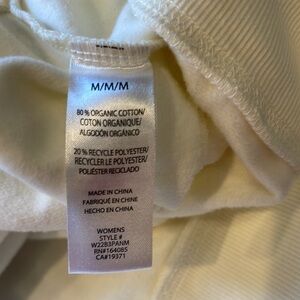 M/M/M
80% ORGANIC COTTON/
COTON ORGANIQUE/
ALGODÓN ORGÁNICO
20% RECYCLE POLYESTER/
RECYCLER LE POLYESTER/
POLIÉSTER RECICLADO
MADE IN CHINA
FABRIQUÉ EN CHINE
HECHO EN CHINA
WOMENS
STYLE #
W22B3PANM
RN#164085
CA#19371